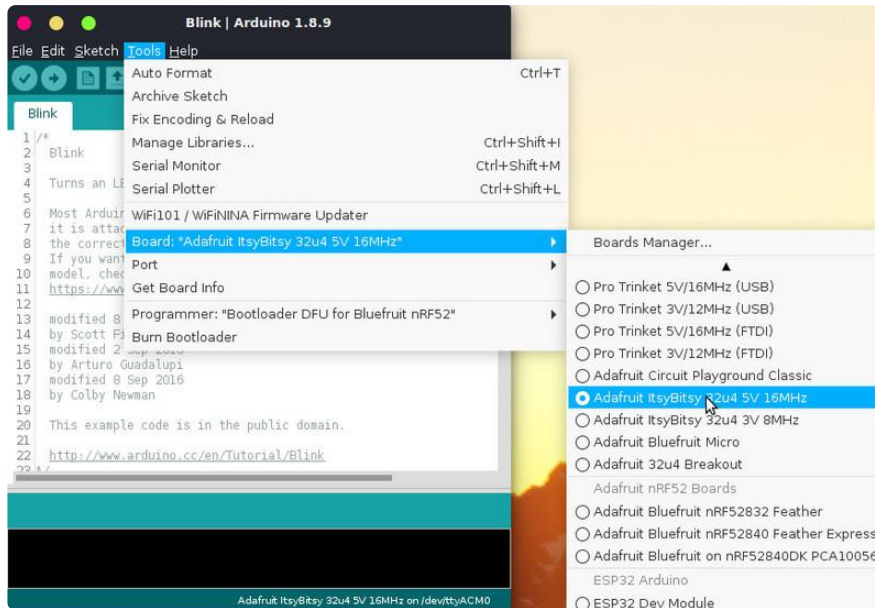 Blink | Arduino 1.8.9
File Edit Sketch Tools Help
Blink
1 /*
2 Blink
3
4 Turns an LE
5
6 Most Arduin
7 it is attac
8 the correct
9 If you want
10 model, chec
11 https://www
12
13 modified 8
14 by Scott Fi
15 modified 2 Sep 2016
16 by Arturo Guadalupi
17 modified 8 Sep 2016
18 by Colby Newman
19
20 This example code is in the public domain.
21
22 http://www.arduino.cc/en/Tutorial/Blink
23 */
Auto Format Ctrl+T
Archive Sketch
Fix Encoding & Reload
Manage Libraries... Ctrl+Shift+I
Serial Monitor Ctrl+Shift+M
Serial Plotter Ctrl+Shift+L
WiFi101 / WiFiNINA Firmware Updater
Board: "Adafruit ItsyBitsy 32u4 5V 16MHz"
Port
Get Board Info
Programmer: "Bootloader DFU for Bluefruit nRF52"
Burn Bootloader
Boards Manager...
Pro Trinket 5V/16MHz (USB)
Pro Trinket 3V/12MHz (USB)
Pro Trinket 5V/16MHz (FTDI)
Pro Trinket 3V/12MHz (FTDI)
Adafruit Circuit Playground Classic
Adafruit ItsyBitsy 32u4 5V 16MHz
Adafruit ItsyBitsy 32u4 3V 8MHz
Adafruit Bluefruit Micro
Adafruit 32u4 Breakout
Adafruit nRF52 Boards
Adafruit Bluefruit nRF52832 Feather
Adafruit Bluefruit nRF52840 Feather Express
Adafruit Bluefruit on nRF52840DK PCA10056
ESP32 Arduino
ESP32 Dev Module
Adafruit ItsyBitsy 32u4 5V 16MHz on /dev/ttyACM0